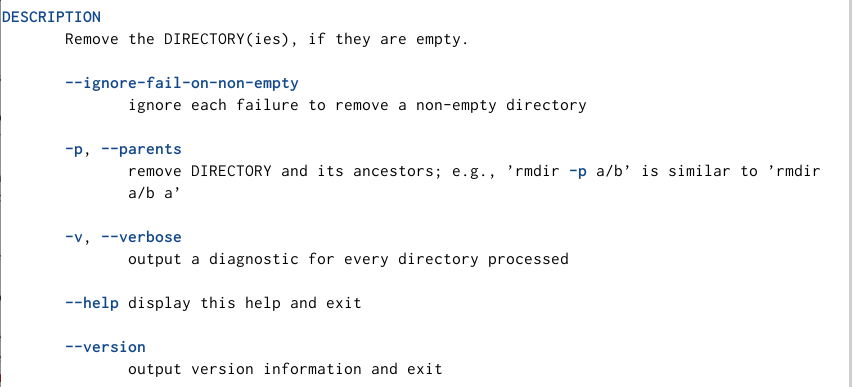 DESCRIPTION
Remove the DIRECTORY(ies), if they are empty.
--ignore-fail-on-non-empty
ignore each failure to remove a non-empty directory
-p, --parents
remove DIRECTORY and its ancestors; e.g., ’rmdir -p a/b’ is similar to ’rmdir
a/b a’
-v, --verbose
output a diagnostic for every directory processed
--help display this help and exit
--version
output version information and exit